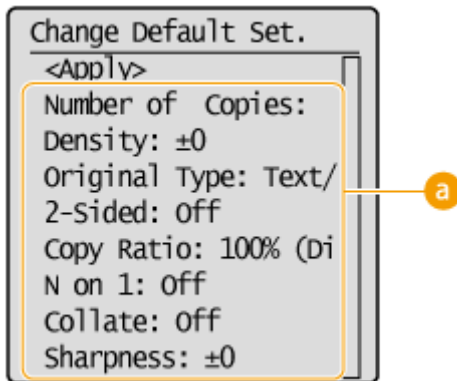 Change Default Set.
<Apply>
Number of Copies:
Density: ±0
Original Type: Text/
2-Sided: Off
Copy Ratio: 100% (Di
N on 1: Off
Collate: Off
Sharpness: ±0
a